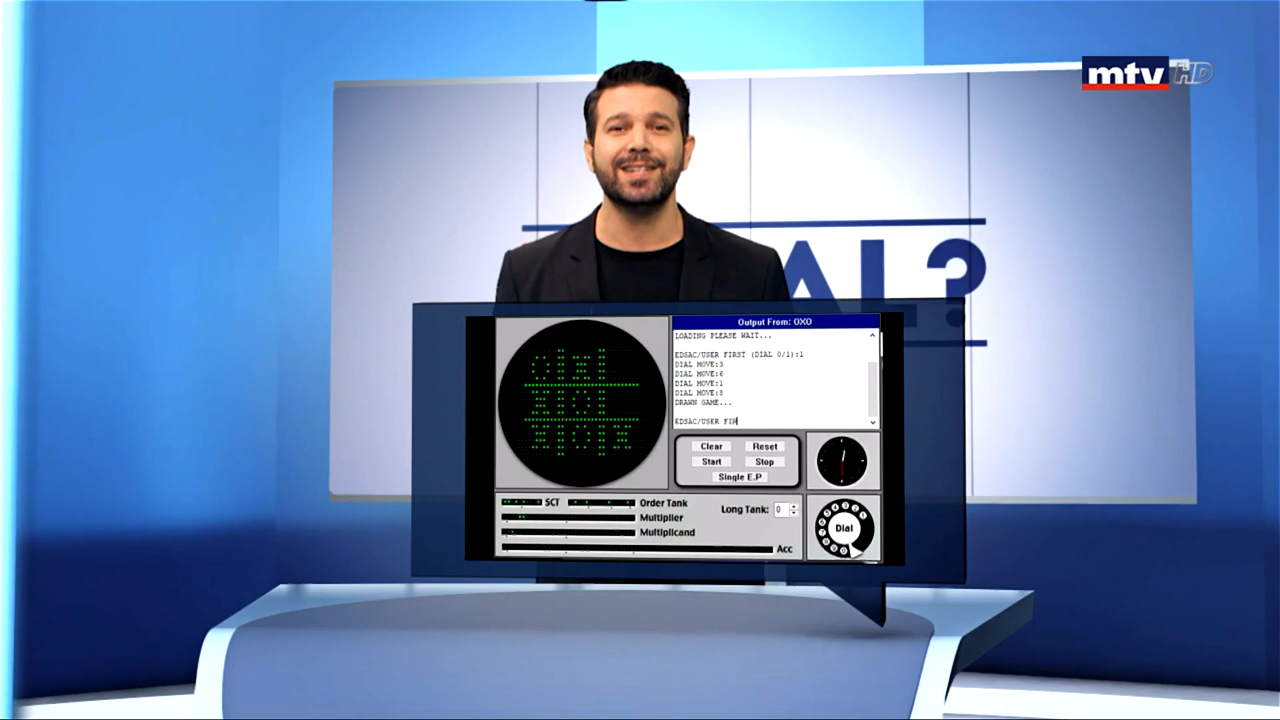 mtv HD
AL?
Output From: OXO
LOADING PLEASE WAIT...
EDSAC/USER FIRST (DIAL 0/1):1
DIAL MOVE:3
DIAL MOVE:6
DIAL MOVE:1
DIAL MOVE:8
DRAWN GAME...
EDSAC/USER FIR
Clear
Reset
Start
Stop
Single E.P
SCT
Order Tank
Long Tank: 0
Multiplier
Multiplicand
Acc
Dial